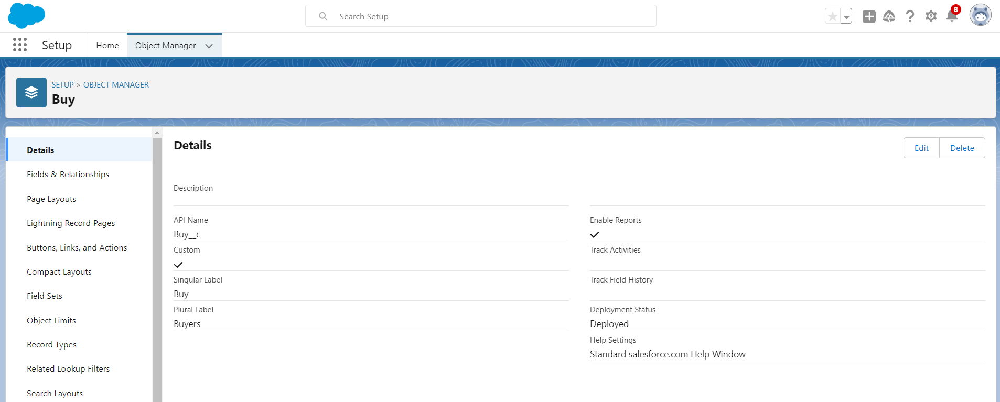 Search Setup
8
Setup
Home
Object Manager
SETUP > OBJECT MANAGER
Buy
Details
Fields & Relationships
Page Layouts
Lightning Record Pages
Buttons, Links, and Actions
Compact Layouts
Field Sets
Object Limits
Record Types
Related Lookup Filters
Search Layouts
Details
Edit
Delete
Description
API Name
Buy__c
Custom
Singular Label
Buy
Plural Label
Buyers
Enable Reports
Track Activities
Track Field History
Deployment Status
Deployed
Help Settings
Standard salesforce.com Help Window